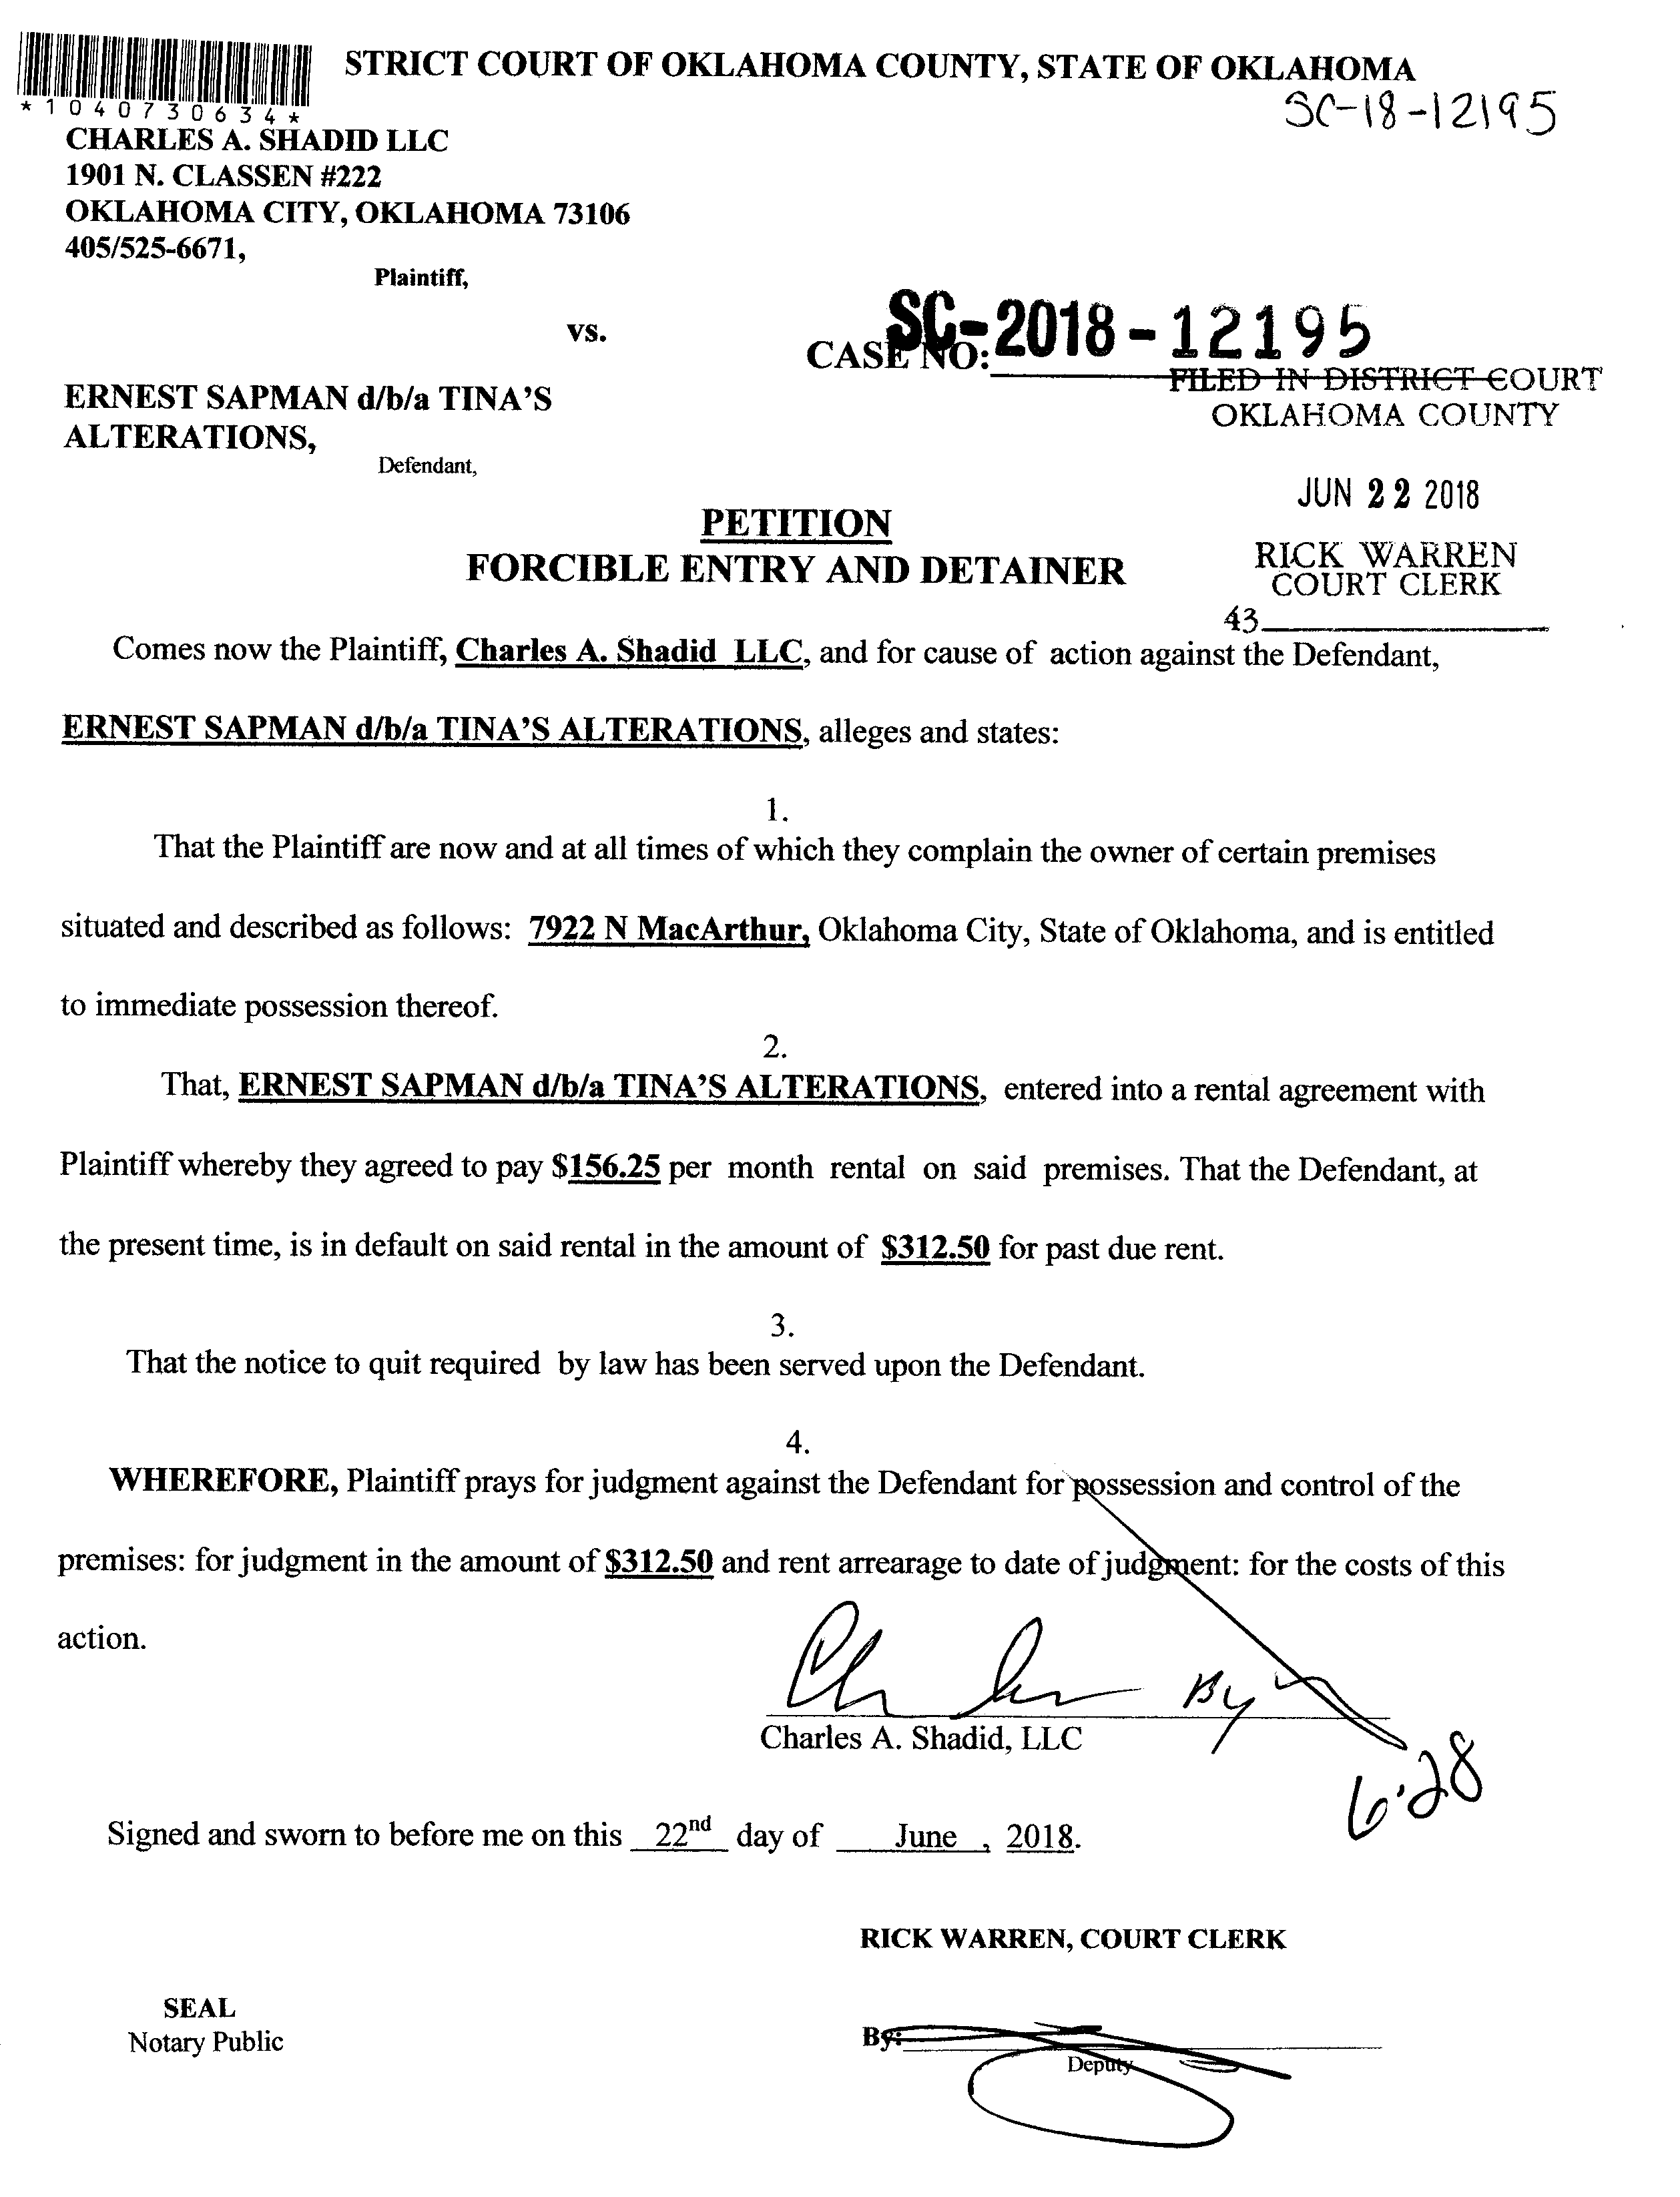 STRICT COURT OF OKLAHOMA COUNTY, STATE OF OKLAHOMA
*1040730634*
SC-18-12195
CHARLES A. SHADID LLC
1901 N. CLASSEN #222
OKLAHOMA CITY, OKLAHOMA 73106
405/525-6671,
Plaintiff,
vs.
CASE NO: SC-2018-12195
FILED IN DISTRICT COURT
OKLAHOMA COUNTY
ERNEST SAPMAN d/b/a TINA'S
ALTERATIONS,
Defendant,
JUN 22 2018
PETITION
FORCIBLE ENTRY AND DETAINER
RICK WARREN
COURT CLERK
43
Comes now the Plaintiff, Charles A. Shadid LLC, and for cause of action against the Defendant,
ERNEST SAPMAN d/b/a TINA'S ALTERATIONS, alleges and states:
1.
That the Plaintiff are now and at all times of which they complain the owner of certain premises
situated and described as follows: 7922 N MacArthur, Oklahoma City, State of Oklahoma, and is entitled
to immediate possession thereof.
2.
That, ERNEST SAPMAN d/b/a TINA'S ALTERATIONS, entered into a rental agreement with
Plaintiff whereby they agreed to pay $156.25 per month rental on said premises. That the Defendant, at
the present time, is in default on said rental in the amount of $312.50 for past due rent.
3.
That the notice to quit required by law has been served upon the Defendant.
4.
WHEREFORE, Plaintiff prays for judgment against the Defendant for possession and control of the
premises: for judgment in the amount of $312.50 and rent arrearage to date of judgment: for the costs of this
action.
By
Charles A. Shadid, LLC
6-28
Signed and sworn to before me on this 22nd day of June , 2018.
RICK WARREN, COURT CLERK
SEAL
Notary Public
By:
Deputy